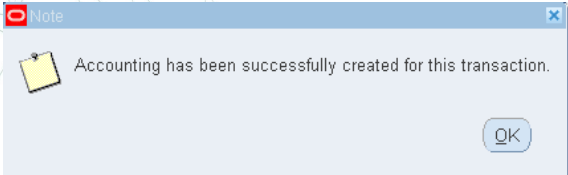 Note
Accounting has been successfully created for this transaction.
OK